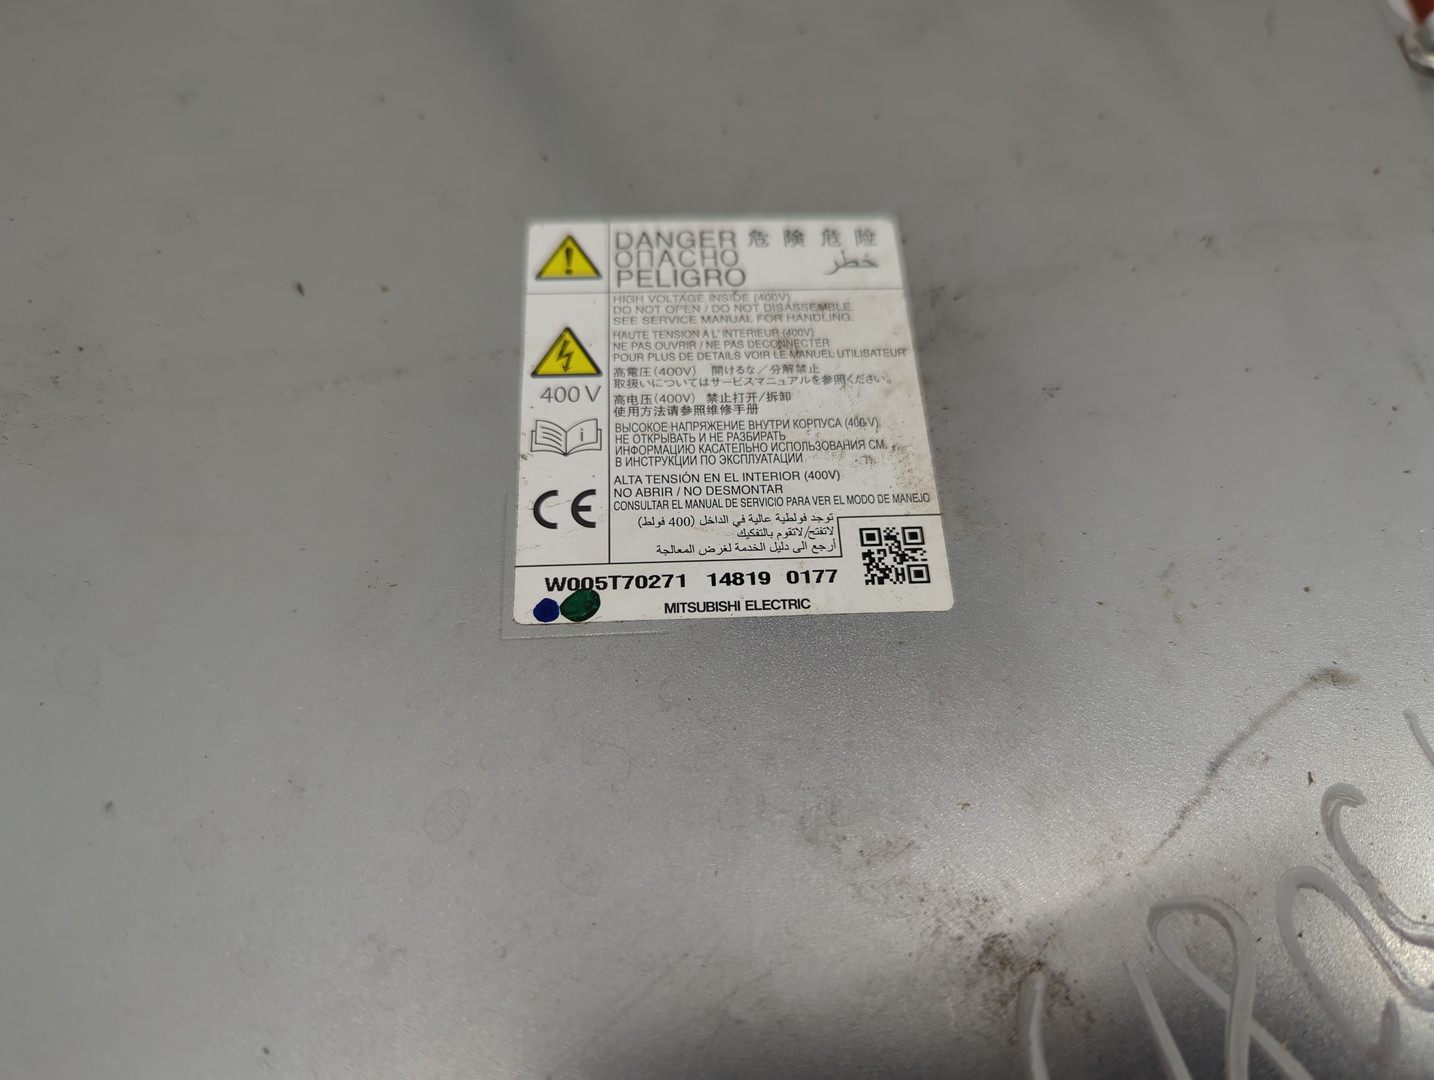 DANGER 危 険 危 险
ОПАСНО خطر
PELIGRO
HIGH VOLTAGE INSIDE (400V)
DO NOT OPEN / DO NOT DISASSEMBLE.
SEE SERVICE MANUAL FOR HANDLING.
HAUTE TENSION A L'INTERIEUR (400V)
NE PAS OUVRIR / NE PAS DECONNECTER
POUR PLUS DE DETAILS VOIR LE MANUEL UTILISATEUR
400 V
高電圧(400V) 開けるな／分解禁止
取扱いについてはサービスマニュアルを参照ください。
高电压(400V) 禁止打开/拆卸
使用方法请参照维修手册
ВЫСОКОЕ НАПРЯЖЕНИЕ ВНУТРИ КОРПУСА (400 V)
НЕ ОТКРЫВАТЬ И НЕ РАЗБИРАТЬ
ИНФОРМАЦИЮ КАСАТЕЛЬНО ИСПОЛЬЗОВАНИЯ СМ.
В ИНСТРУКЦИИ ПО ЭКСПЛУАТАЦИИ
ALTA TENSIÓN EN EL INTERIOR (400V)
NO ABRIR / NO DESMONTAR
CONSULTAR EL MANUAL DE SERVICIO PARA VER EL MODO DE MANEJO
CE
توجد فولطية عالية في الداخل (400 فولط)
لاتفتح/لاتقوم بالتفكيك
أرجع الى دليل الخدمة لغرض المعالجة
W005T70271 14819 0177
MITSUBISHI ELECTRIC